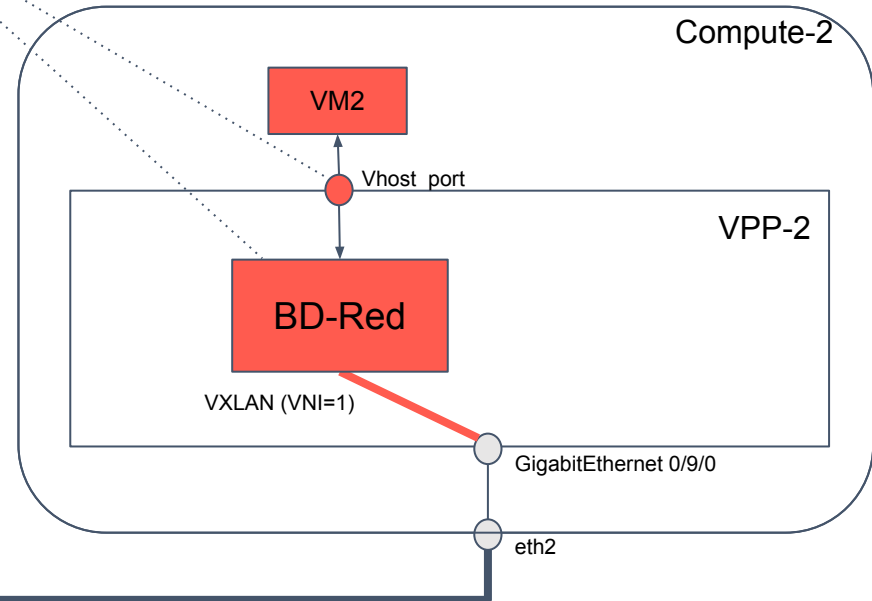 Compute-2
VM2
Vhost port
VPP-2
BD-Red
VXLAN (VNI=1)
GigabitEthernet 0/9/0
eth2